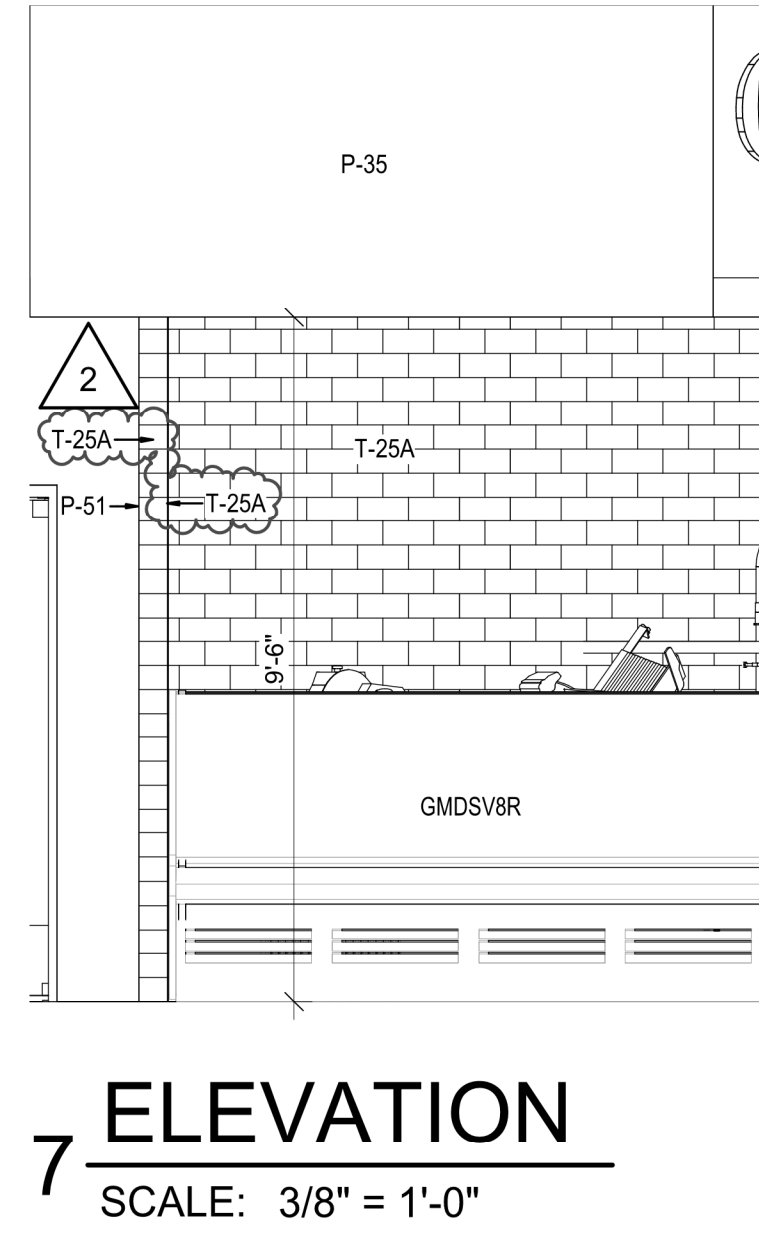 P-35
2
T-25A
T-25A
P-51
T-25A
9'-6"
GMDSV8R
7
ELEVATION
SCALE: 3/8" = 1'-0"